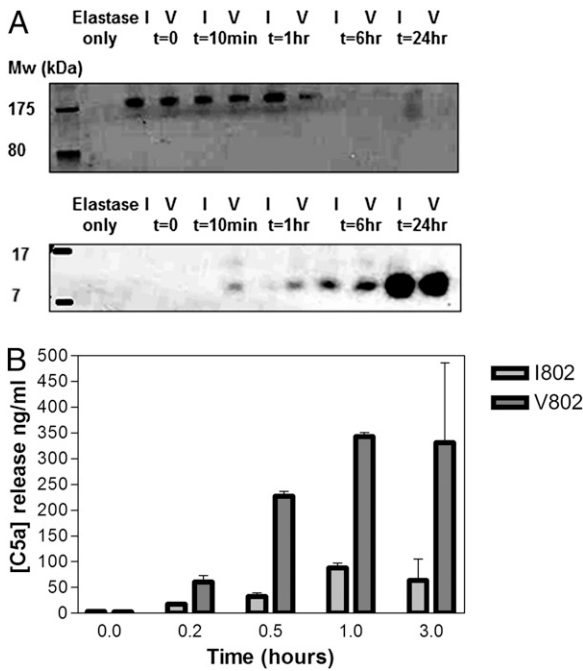 A
Elastase I V I V I V I V I V
only t=0 t=10min t=1hr t=6hr t=24hr
Mw (kDa)
175
80
Elastase I V I V I V I V I V
only t=0 t=10min t=1hr t=6hr t=24hr
17
7
B
[C5a] release ng/ml
500
450
400
350
300
250
200
150
100
50
0
0.0 0.2 0.5 1.0 3.0
Time (hours)
I802
V802